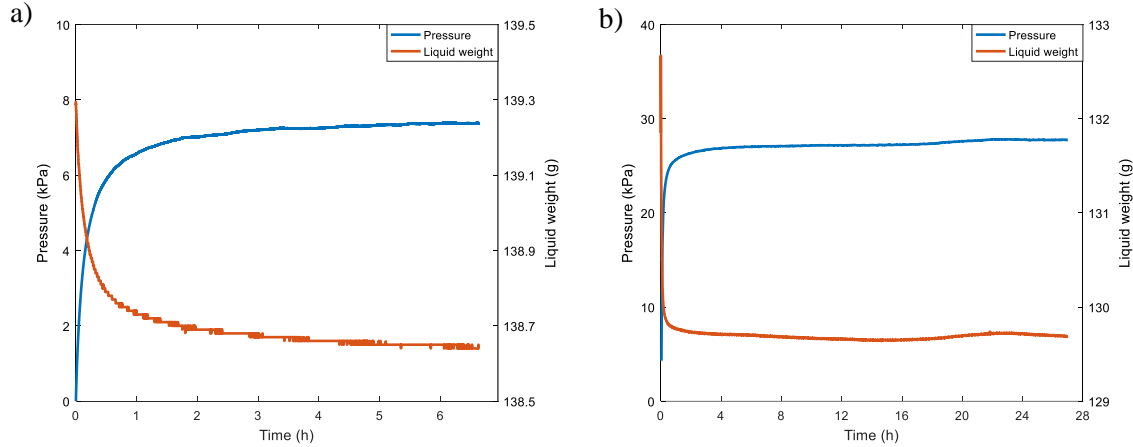 a)
10
8
6
4
2
0
Pressure (kPa)
139.5
139.3
139.1
138.9
138.7
138.5
Liquid weight (g)
0 1 2 3 4 5 6
Time (h)
Pressure
Liquid weight
b)
40
30
20
10
0
Pressure (kPa)
133
132
131
130
129
Liquid weight (g)
0 4 8 12 16 20 24 28
Time (h)
Pressure
Liquid weight